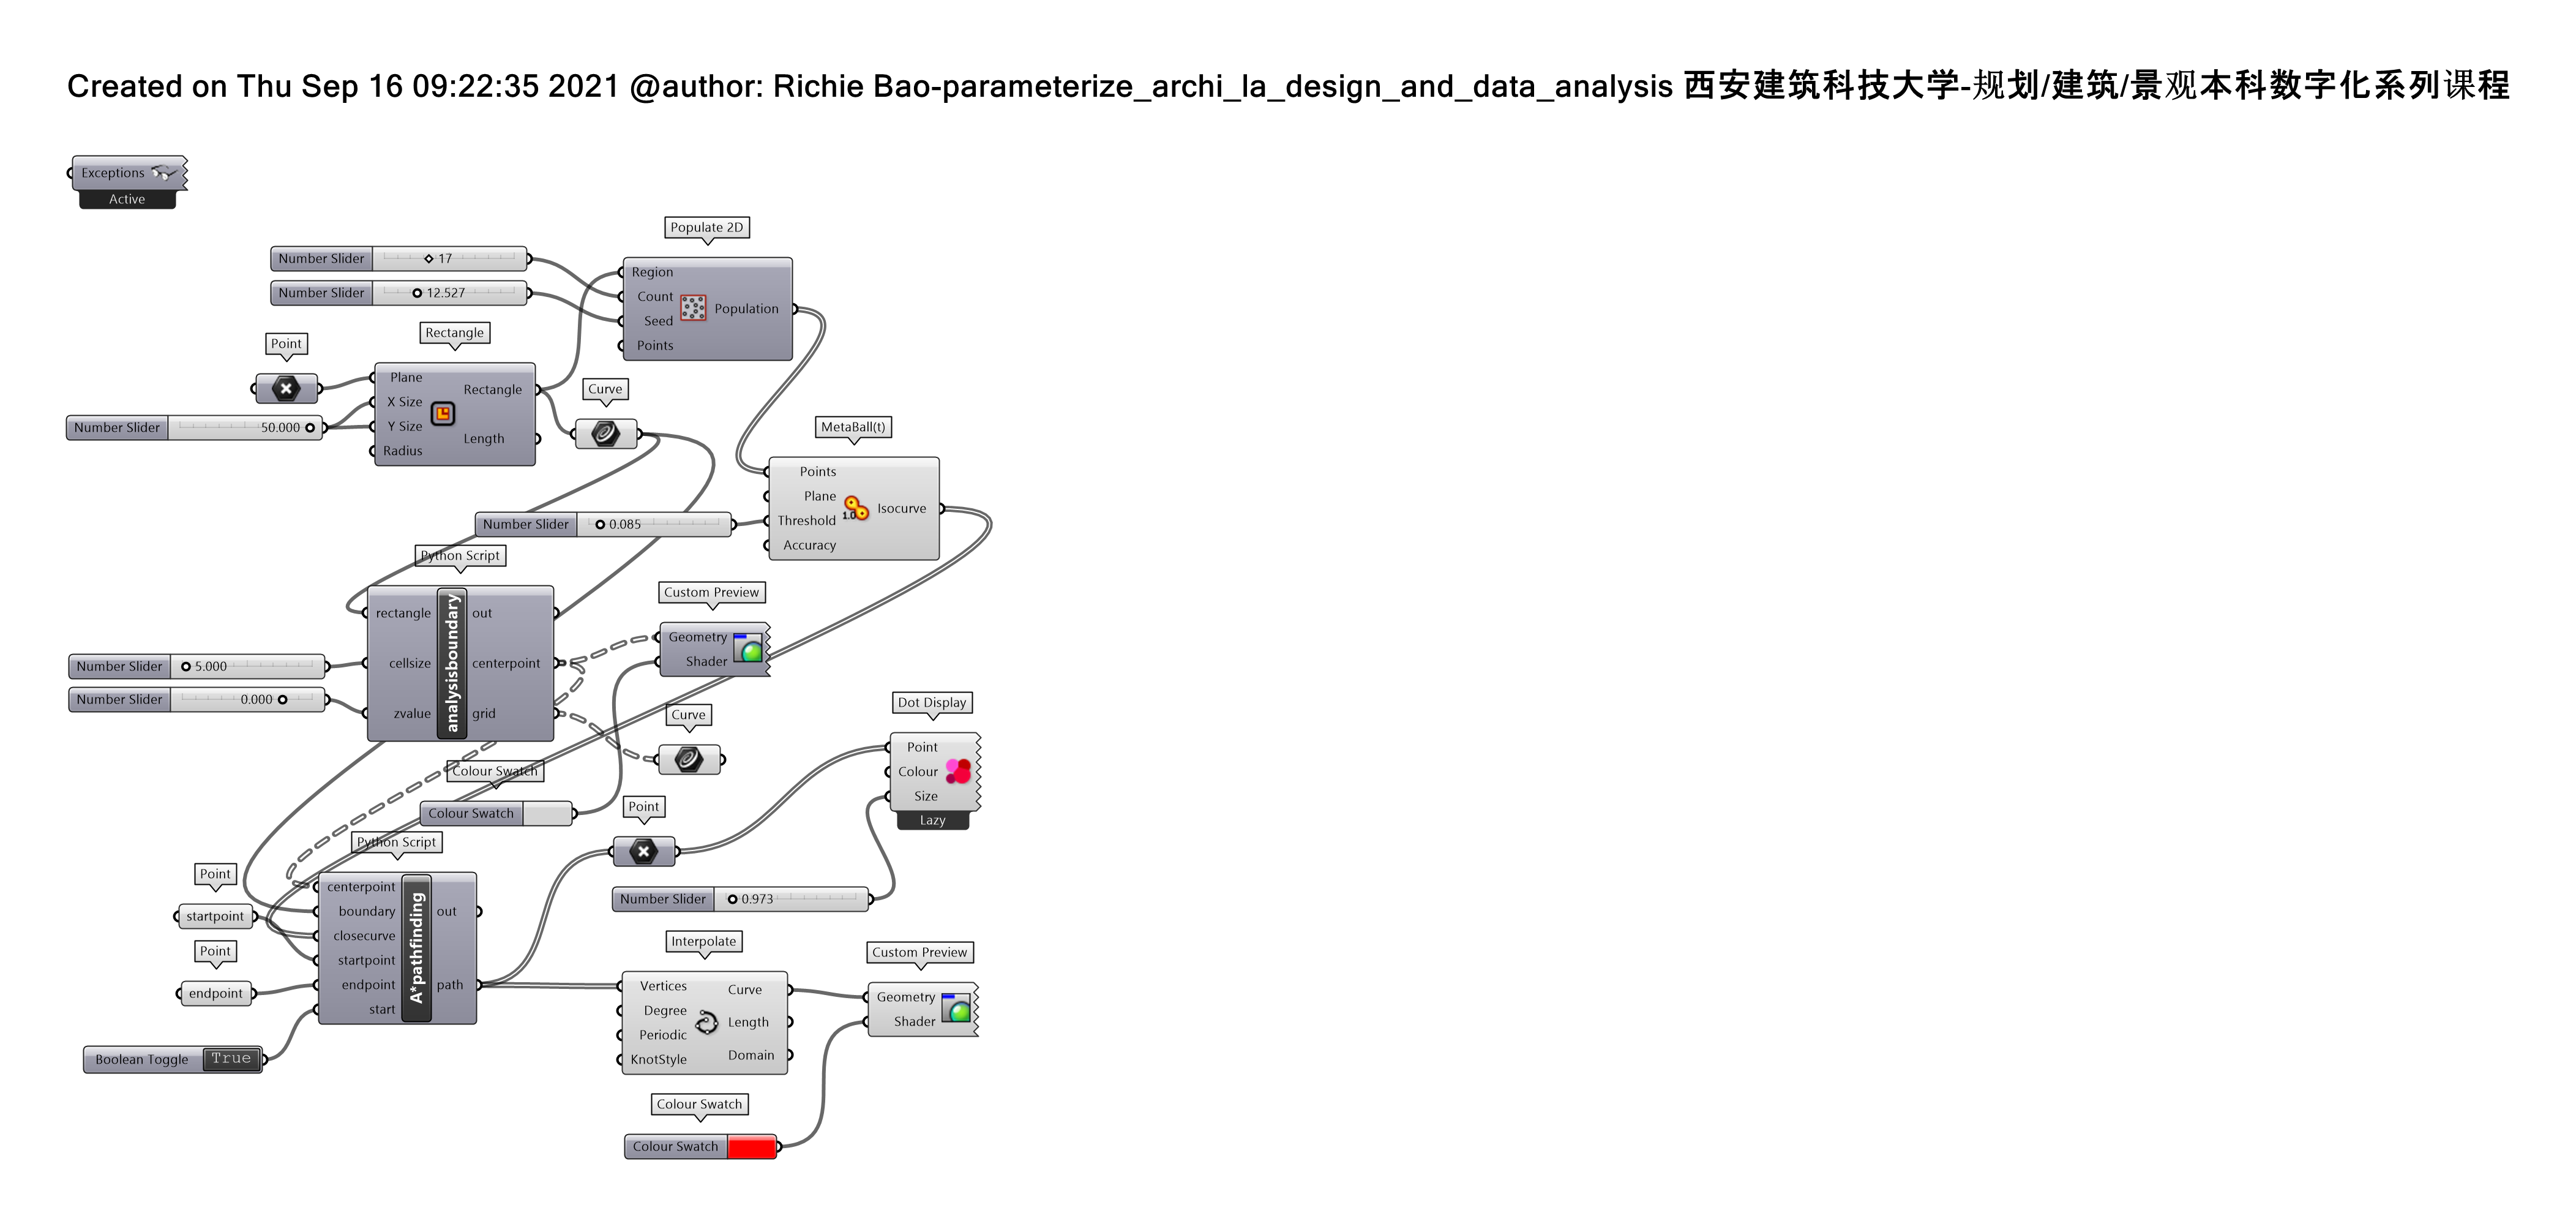 Created on Thu Sep 16 09:22:35 2021 @author: Richie Bao-parameterize_archi_la_design_and_data_analysis 西安建筑科技大学-规划/建筑/景观本科数字化系列课程
Exceptions
Active
Populate 2D
Number Slider 17
Number Slider 12.527
Region
Count
Seed
Points
Population
Point
Rectangle
Number Slider 50.000
Plane
X Size
Y Size
Radius
Rectangle
Length
Curve
MetaBall(t)
Number Slider 0.085
Points
Plane
Threshold
Accuracy
1.0
Isocurve
Python Script
Number Slider 5.000
Number Slider 0.000
rectangle
cellsize
zvalue
analysisboundary
out
centerpoint
grid
Custom Preview
Geometry
Shader
Curve
Colour Swatch
Colour Swatch
Point
Dot Display
Point
Colour
Size
Lazy
Number Slider 0.973
Python Script
Point
startpoint
Point
endpoint
Boolean Toggle True
centerpoint
boundary
closecurve
startpoint
endpoint
start
A*pathfinding
out
path
Interpolate
Vertices
Degree
Periodic
KnotStyle
Curve
Length
Domain
Custom Preview
Geometry
Shader
Colour Swatch
Colour Swatch